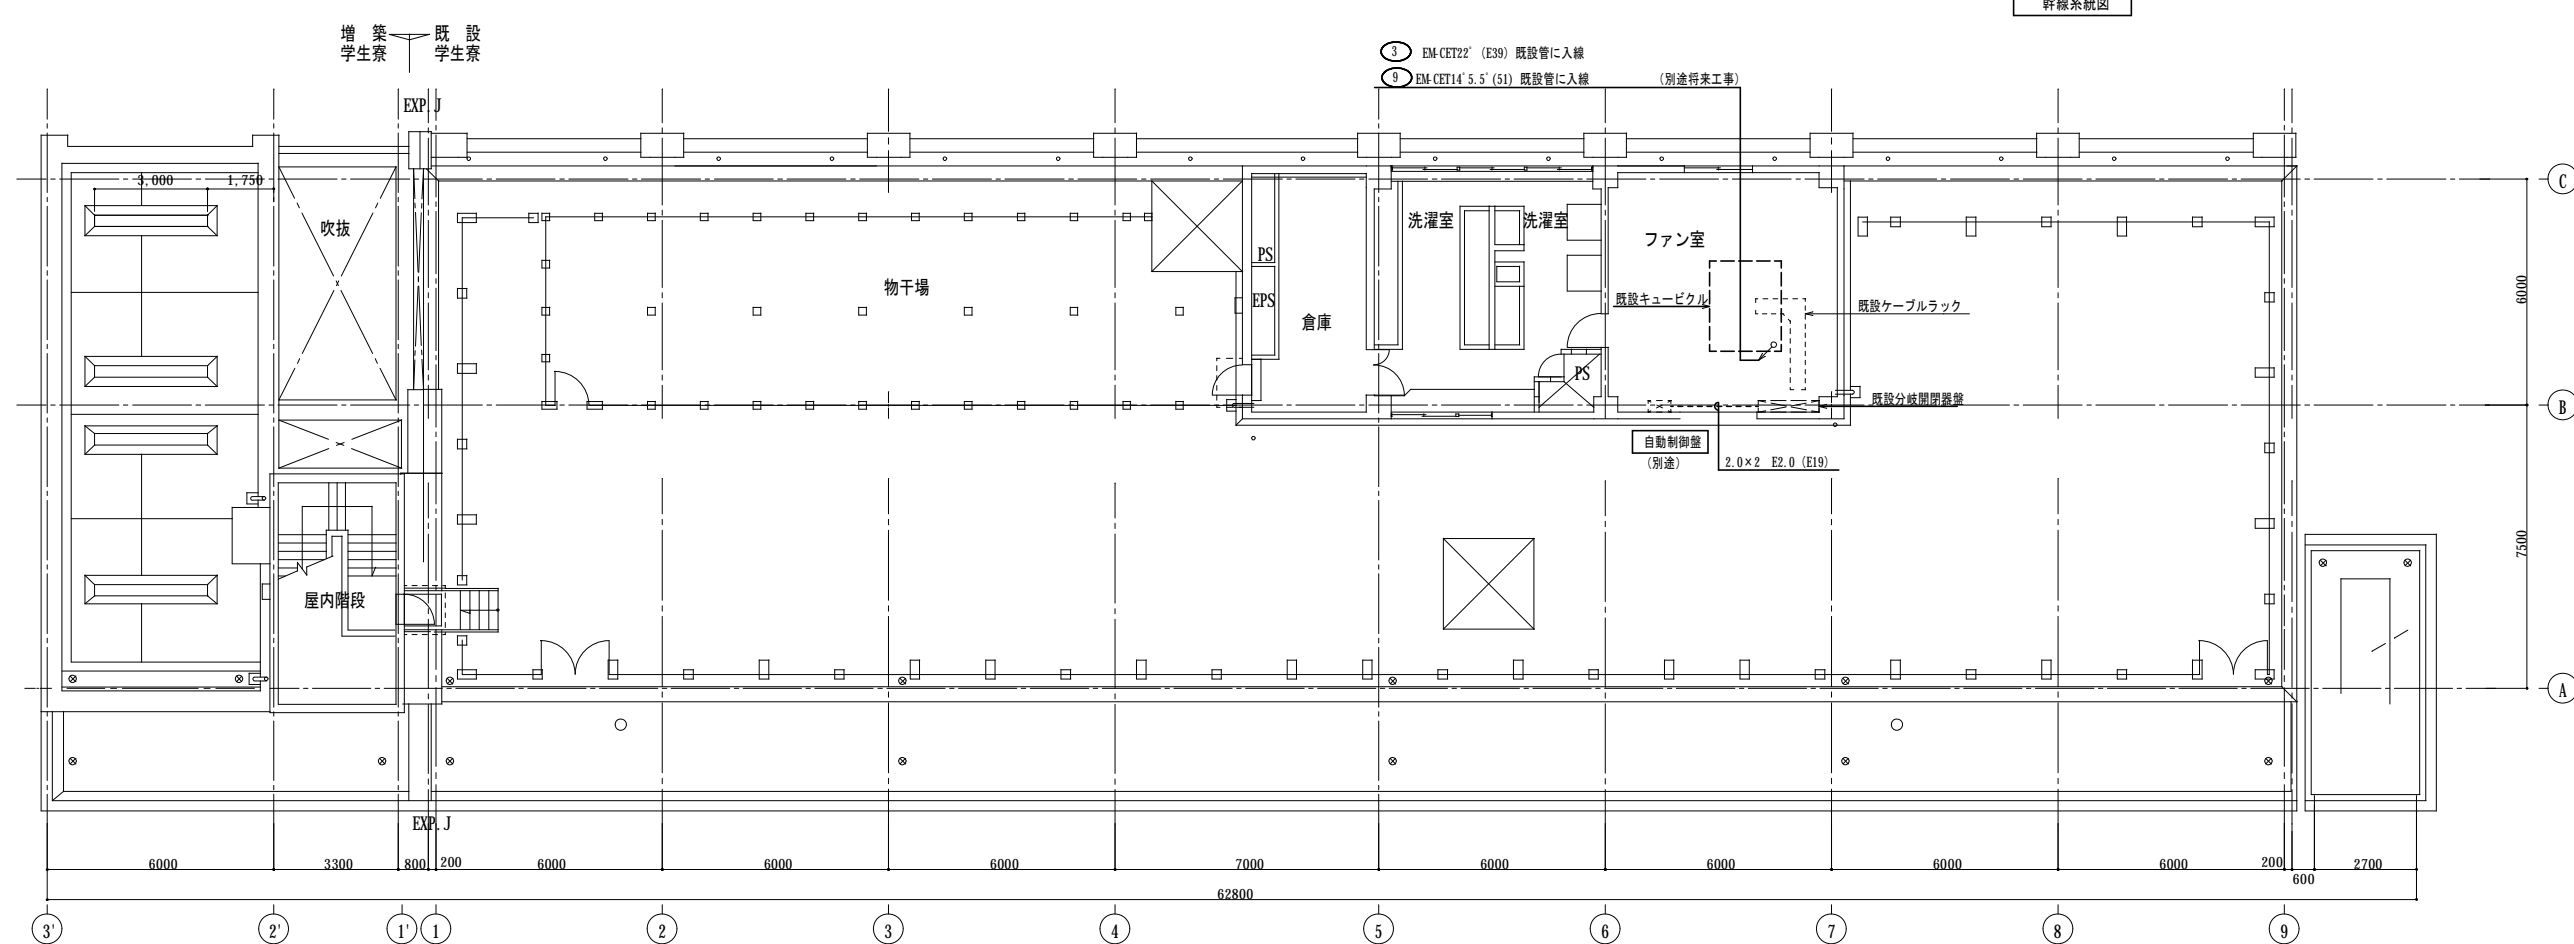 幹線系統図
増 築 既 設
学生寮 学生寮
3 EM-CET22゜(E39) 既設管に入線
9 EM-CET14゜5.5゜(51) 既設管に入線 (別途将来工事)
EXP.J
3,000 1,750
吹抜
物干場
PS
EPS
倉庫
洗濯室
洗濯室
ファン室
PS
既設キュービクル
既設ケーブルラック
既設分岐開閉器盤
自動制御盤
(別途)
2.0×2 E2.0 (E19)
屋内階段
C
6000
B
7500
A
EXP.J
6000 3300 800 200 6000 6000 6000 7000 6000 6000 6000 6000 200 600 2700
62800
3' 2' 1' 1 2 3 4 5 6 7 8 9